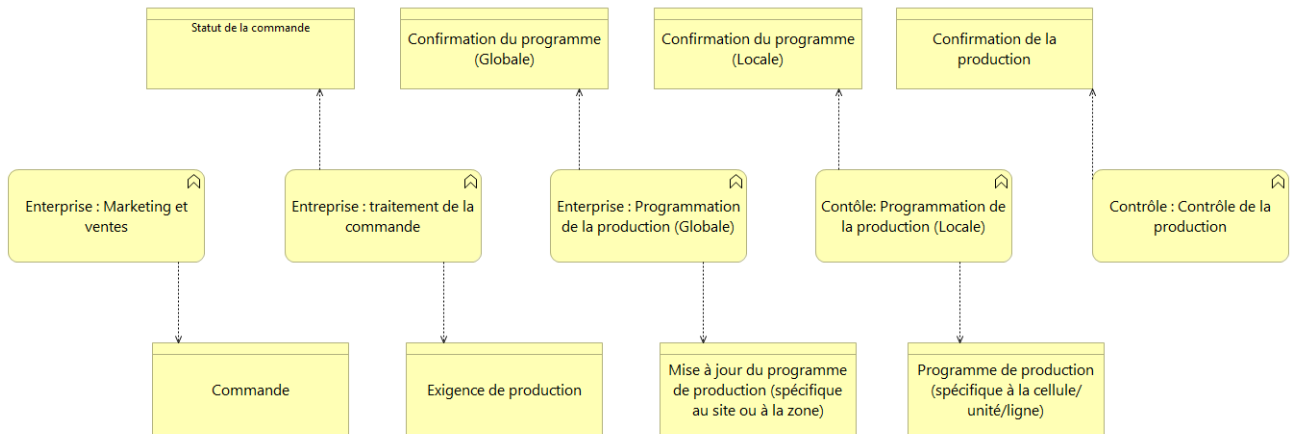 Statut de la commande
Confirmation du programme
(Globale)
Confirmation du programme
(Locale)
Confirmation de la
production
Enterprise : Marketing et
ventes
Entreprise : traitement de la
commande
Enterprise : Programmation
de la production (Globale)
Contôle: Programmation de
la production (Locale)
Contrôle : Contrôle de la
production
Commande
Exigence de production
Mise à jour du programme
de production (spécifique
au site ou à la zone)
Programme de production
(spécifique à la cellule/
unité/ligne)